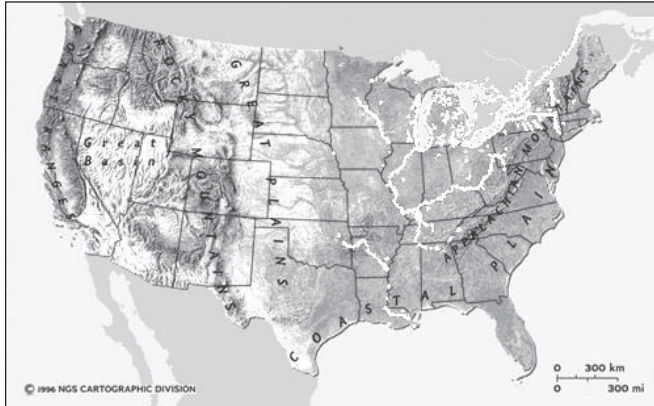 RANGES
ROCKY MOUNTAINS
GREAT PLAINS
Great
Basin
APPALACHIAN MOUNTAINS
COASTAL PLAIN
© 1996 NGS CARTOGRAPHIC DIVISION
0 300 km
0 300 mi